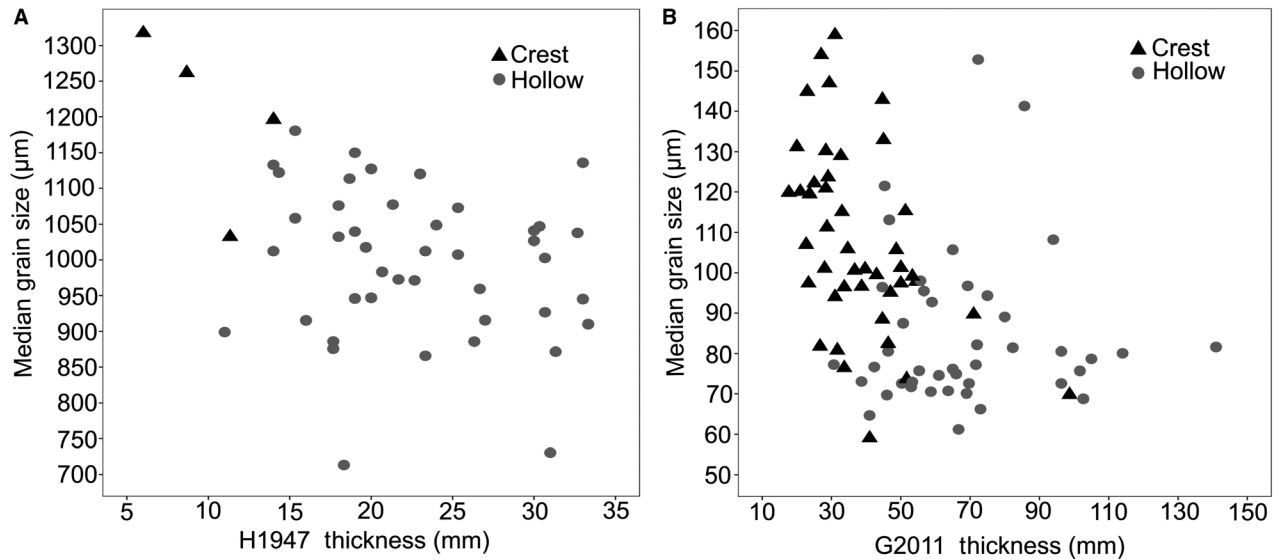 A
Median grain size (µm)
1300
1250
1200
1150
1100
1050
1000
950
900
850
800
750
700
Crest
Hollow
5 10 15 20 25 30 35
H1947 thickness (mm)
B
Median grain size (µm)
160
150
140
130
120
110
100
90
80
70
60
50
Crest
Hollow
10 30 50 70 90 110 130 150
G2011 thickness (mm)